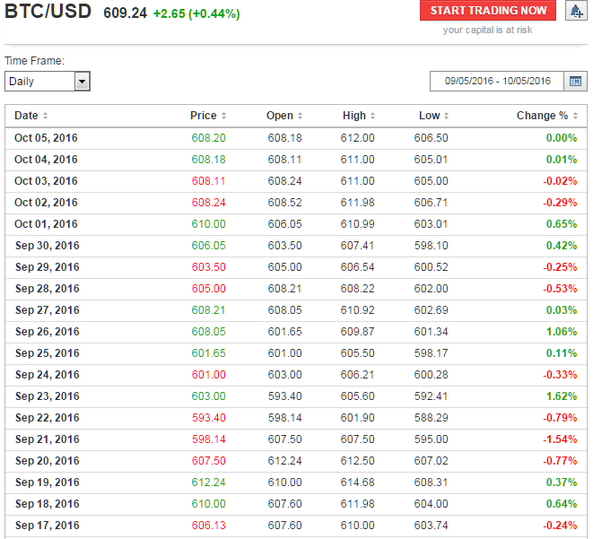 BTC/USD 609.24 +2.65 (+0.44%) START TRADING NOW
your capital is at risk
Time Frame:
Daily 09/05/2016 - 10/05/2016
Date Price Open High Low Change %
Oct 05, 2016 608.20 608.18 612.00 606.50 0.00%
Oct 04, 2016 608.18 608.11 611.00 605.01 0.01%
Oct 03, 2016 608.11 608.24 611.00 605.00 -0.02%
Oct 02, 2016 608.24 608.52 611.98 606.71 -0.29%
Oct 01, 2016 610.00 606.05 610.99 603.01 0.65%
Sep 30, 2016 606.05 603.50 607.41 598.10 0.42%
Sep 29, 2016 603.50 605.00 606.54 600.52 -0.25%
Sep 28, 2016 605.00 608.21 608.22 602.00 -0.53%
Sep 27, 2016 608.21 608.05 610.92 602.69 0.03%
Sep 26, 2016 608.05 601.65 609.87 601.34 1.06%
Sep 25, 2016 601.65 601.00 605.50 598.17 0.11%
Sep 24, 2016 601.00 603.00 606.21 600.28 -0.33%
Sep 23, 2016 603.00 593.40 605.60 592.41 1.62%
Sep 22, 2016 593.40 598.14 601.90 588.29 -0.79%
Sep 21, 2016 598.14 607.50 607.50 595.00 -1.54%
Sep 20, 2016 607.50 612.24 612.50 607.02 -0.77%
Sep 19, 2016 612.24 610.00 614.68 608.31 0.37%
Sep 18, 2016 610.00 607.60 611.98 604.00 0.64%
Sep 17, 2016 606.13 607.60 610.00 603.74 -0.24%